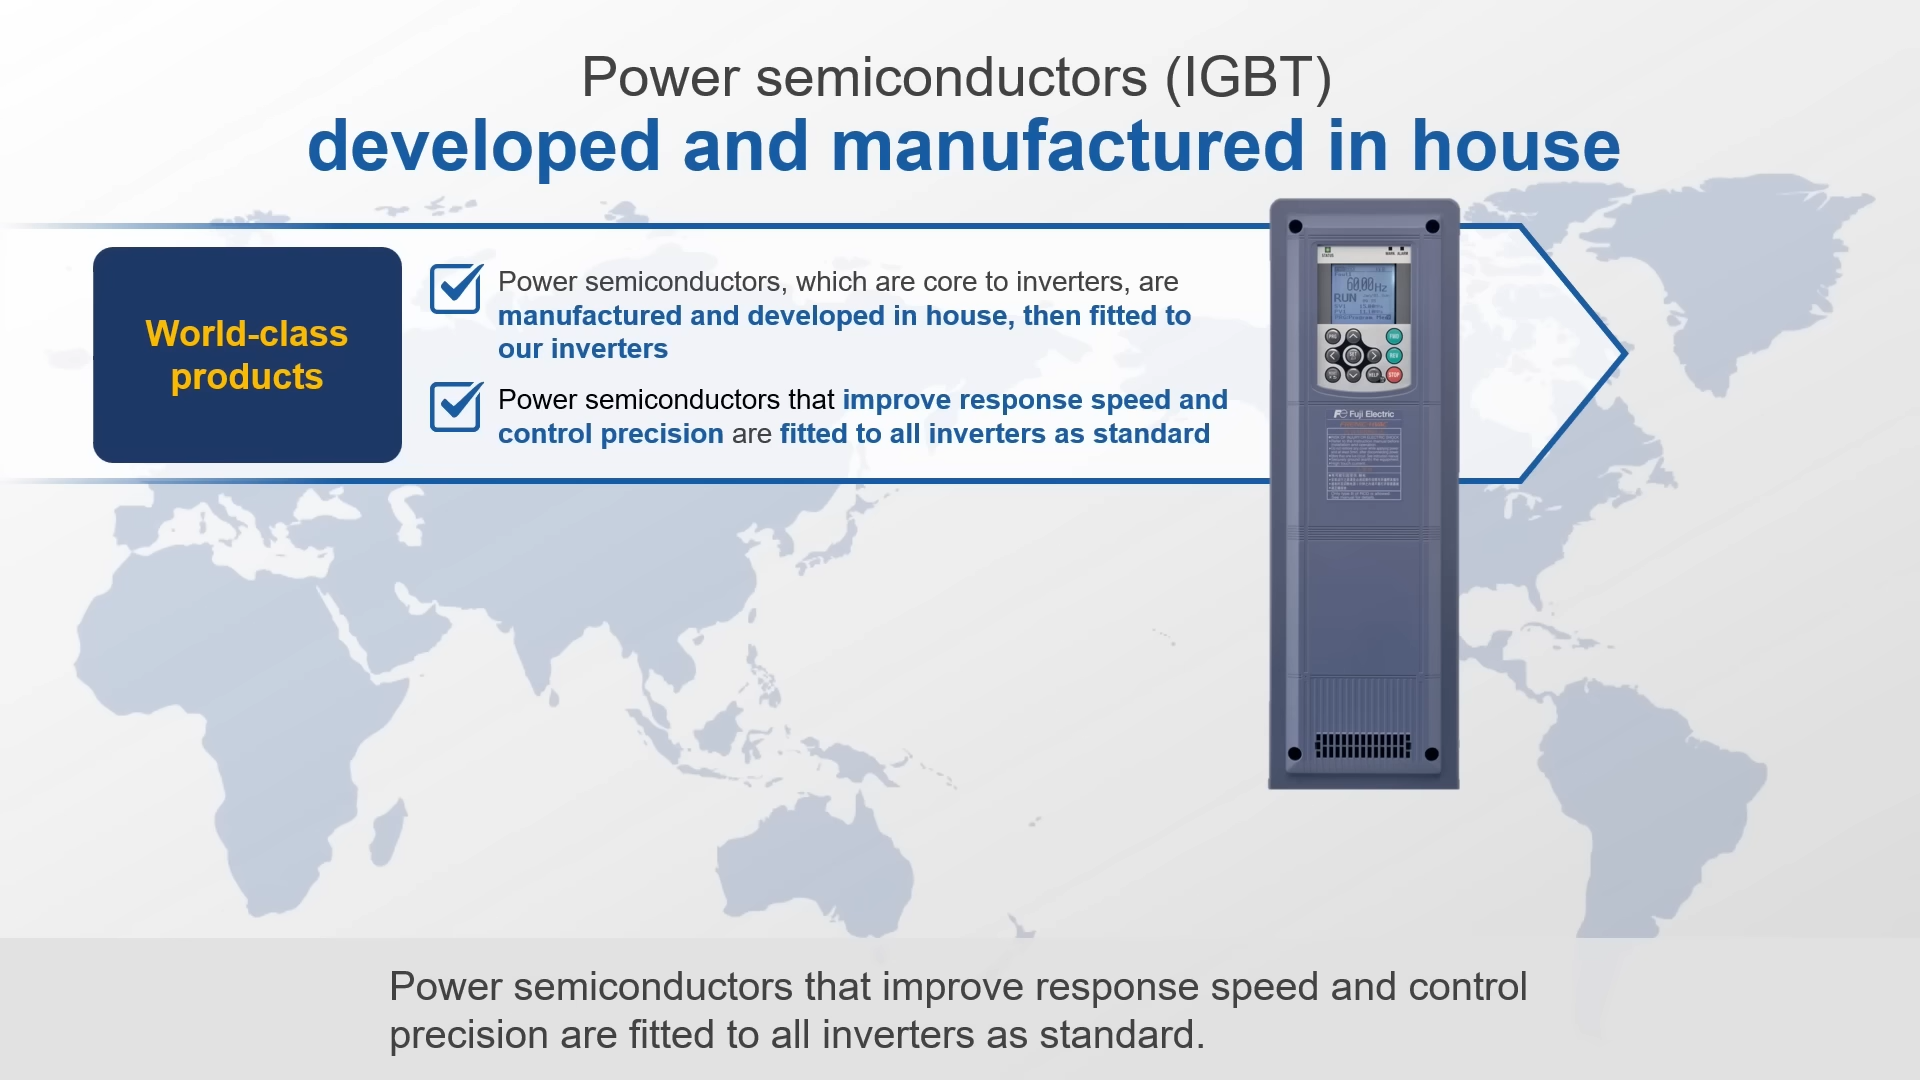 Power semiconductors (IGBT)
developed and manufactured in house
World-class
products
Power semiconductors, which are core to inverters, are
manufactured and developed in house, then fitted to
our inverters
Power semiconductors that improve response speed and
control precision are fitted to all inverters as standard
60.00Hz
RUN
STOP
Fuji Electric
Power semiconductors that improve response speed and control
precision are fitted to all inverters as standard.